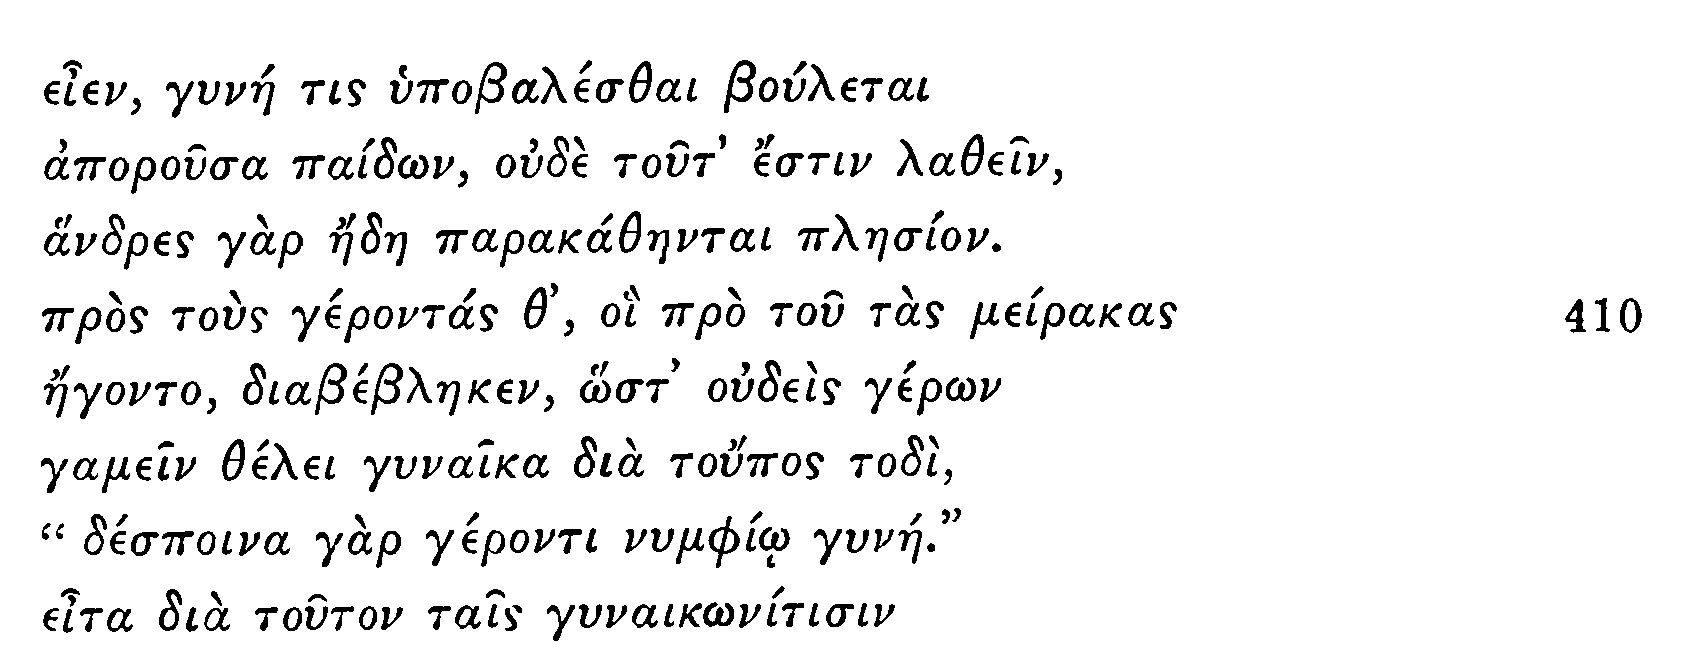 εἶεν, γυνή τις ὑποβαλέσθαι βούλεται
ἀποροῦσα παίδων, οὐδὲ τοῦτ’ ἔστιν λαθεῖν,
ἅνδρες γὰρ ἤδη παρακάθηνται πλησίον.
πρὸς τοὺς γέροντάς θ’, οἳ πρὸ τοῦ τὰς μείρακας 410
ἤγοντο, διαβέβληκεν, ὥστ’ οὐδεὶς γέρων
γαμεῖν θέλει γυναῖκα διὰ τοὔπος τοδὶ,
“ δέσποινα γὰρ γέροντι νυμφίῳ γυνή.”
εἶτα διὰ τοῦτον ταῖς γυναικωνίτισιν